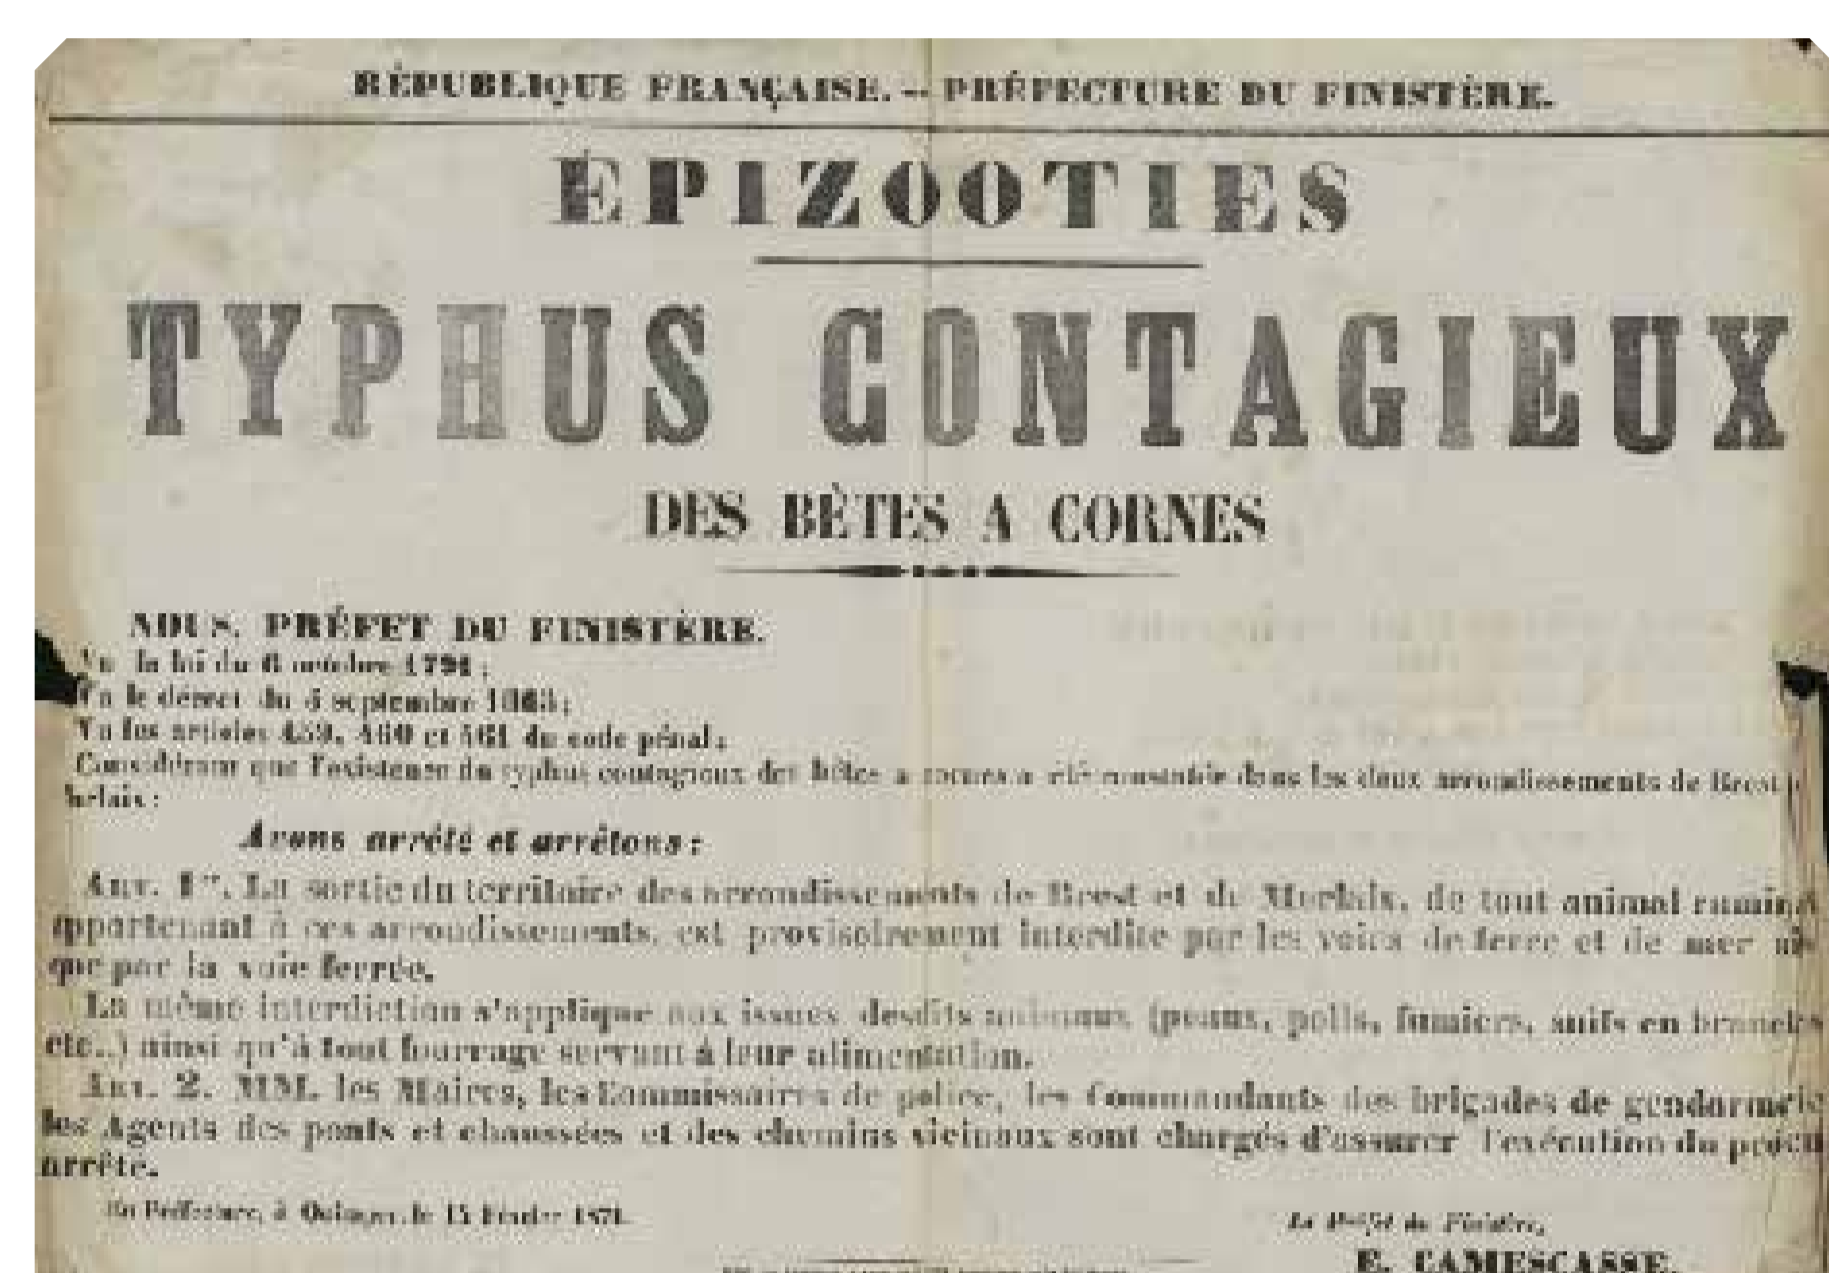 RÉPUBLIQUE FRANÇAISE. — PRÉFECTURE DU FINISTÈRE.
ÉPIZOOTIES
TYPHUS CONTAGIEUX
DES BÊTES A CORNES
NOUS, PRÉFET DU FINISTÈRE.
Vu la loi du 6 octobre 1791;
Vu le décret du septembre
Vu les articles 459, 460 et 461 du code pénal;
Considérant que l'existence du typhus contagieux des bêtes à cornes a été constatée dans les deux arrondissements de Brest
Avons arrêté et arrêtons:
ART. 1er. La sortie du territoire des arrondissements de Brest et de Morlaix, de tout animal
appartenant à ces arrondissements, est provisoirement interdite par les voies de terre et de mer
que par la voie ferrée.
La même interdiction s'applique aux issues desdits animaux (peaux, poils, fumiers, suifs en
etc..) ainsi qu'à tout fourrage servant à leur alimentation.
ART. 2. MM. les Maires, les Commissaires de police, les Commandants des brigades de gendarmerie
les Agents des ponts et chaussées et des chemins vicinaux sont chargés d'assurer l'exécution du
arrêté.
En Préfecture, à Quimper, le 15 Février 1871.
Le Préfet du Finistère,
E. CAMESCASSE.